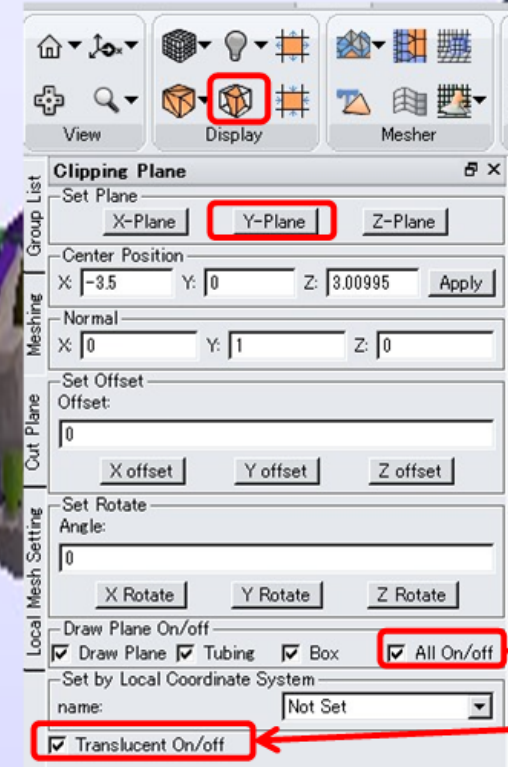 View Display Mesher
Clipping Plane
Group List
Meshing
Cut Plane
Local Mesh Setting
Set Plane
X-Plane Y-Plane Z-Plane
Center Position
X: -3.5 Y: 0 Z: 3.00995 Apply
Normal
X: 0 Y: 1 Z: 0
Set Offset
Offset:
0
X offset Y offset Z offset
Set Rotate
Angle:
0
X Rotate Y Rotate Z Rotate
Draw Plane On/off
Draw Plane Tubing Box All On/off
Set by Local Coordinate System
name: Not Set
Translucent On/off